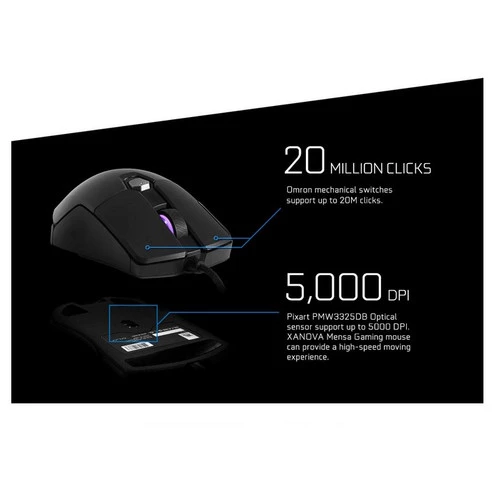 20 MILLION CLICKS
Omron mechanical switches
support up to 20M clicks.
5,000 DPI
Pixart PMW3325DB Optical
sensor support up to 5000 DPI.
XANOVA Mensa Gaming mouse
can provide a high-speed moving
experience.